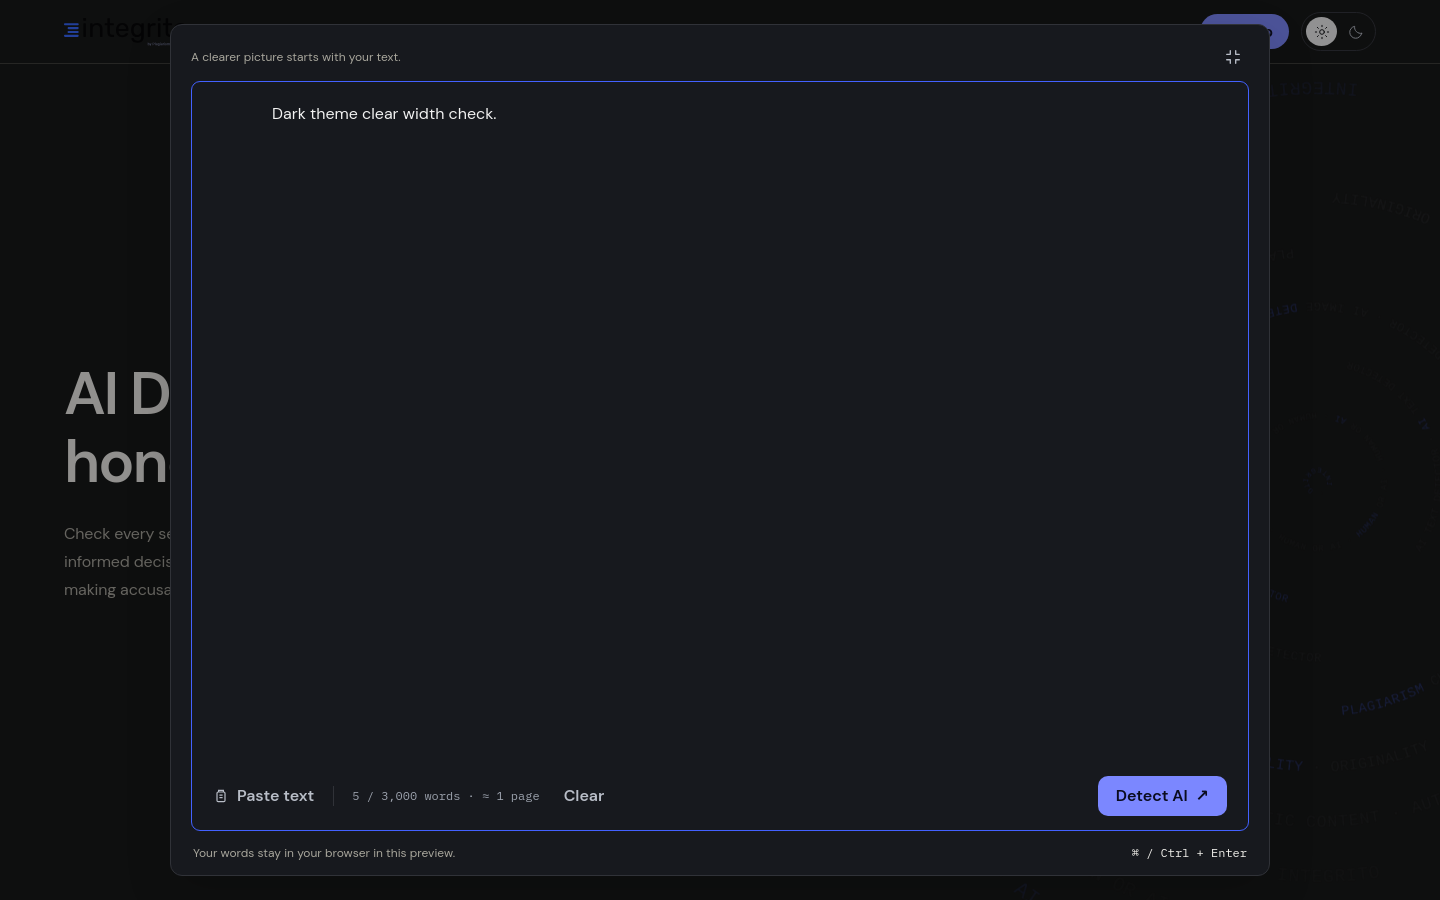 integrit
A clearer picture starts with your text.
Dark theme clear width check.
AI D
hon
Check every se
informed decis
making accusa
PLAGIARISM
Paste text
5 / 3,000 words · ≈ 1 page
Clear
Detect AI ↗
Your words stay in your browser in this preview.
⌘ / Ctrl + Enter